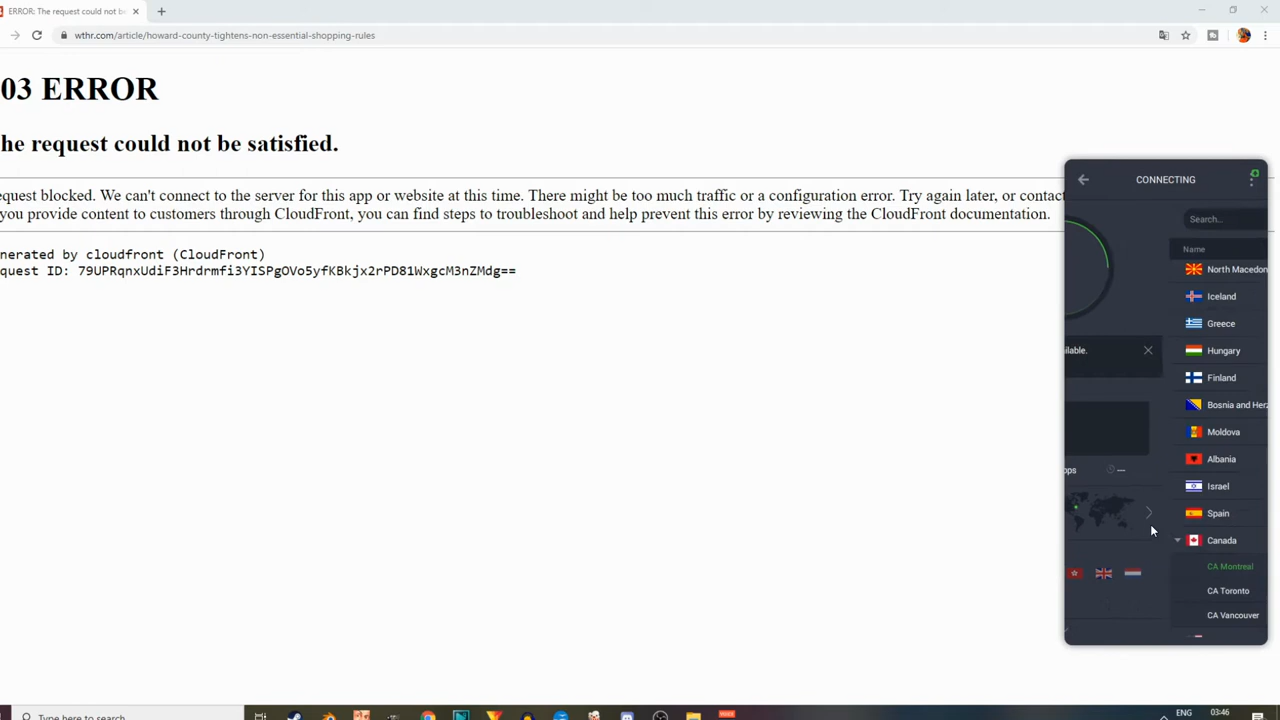 ERROR: The request could not be
wthr.com/article/howard-county-tightens-non-essential-shopping-rules
03 ERROR
he request could not be satisfied.
equest blocked. We can't connect to the server for this app or website at this time. There might be too much traffic or a configuration error. Try again later, or contact
you provide content to customers through CloudFront, you can find steps to troubleshoot and help prevent this error by reviewing the CloudFront documentation.
nerated by cloudfront (CloudFront)
quest ID: 79UPRqnxUdiF3Hrdrmfi3YISPgOVo5yfKBkjx2rPD81WxgcM3nZMdg==
CONNECTING
Search...
Name
North Macedon
Iceland
Greece
Hungary
ilable.
Finland
Bosnia and Her
Moldova
Albania
pps
Israel
Spain
Canada
CA Montreal
CA Toronto
CA Vancouver
Type here to search
ENG
03:46